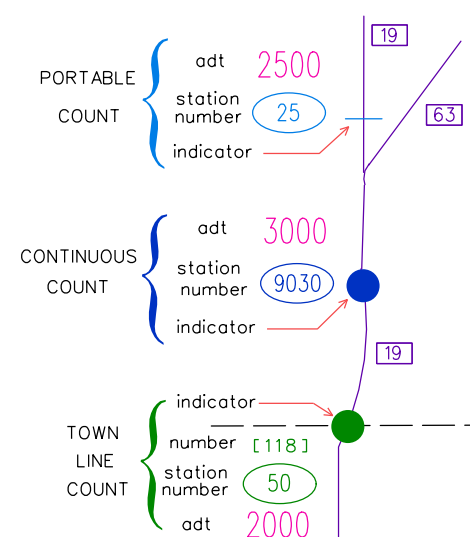 19
PORTABLE
COUNT
adt 2500
station
number 25
indicator
63
CONTINUOUS
COUNT
adt 3000
station
number 9030
indicator
19
TOWN
LINE
COUNT
indicator
number [118]
station
number 50
adt 2000